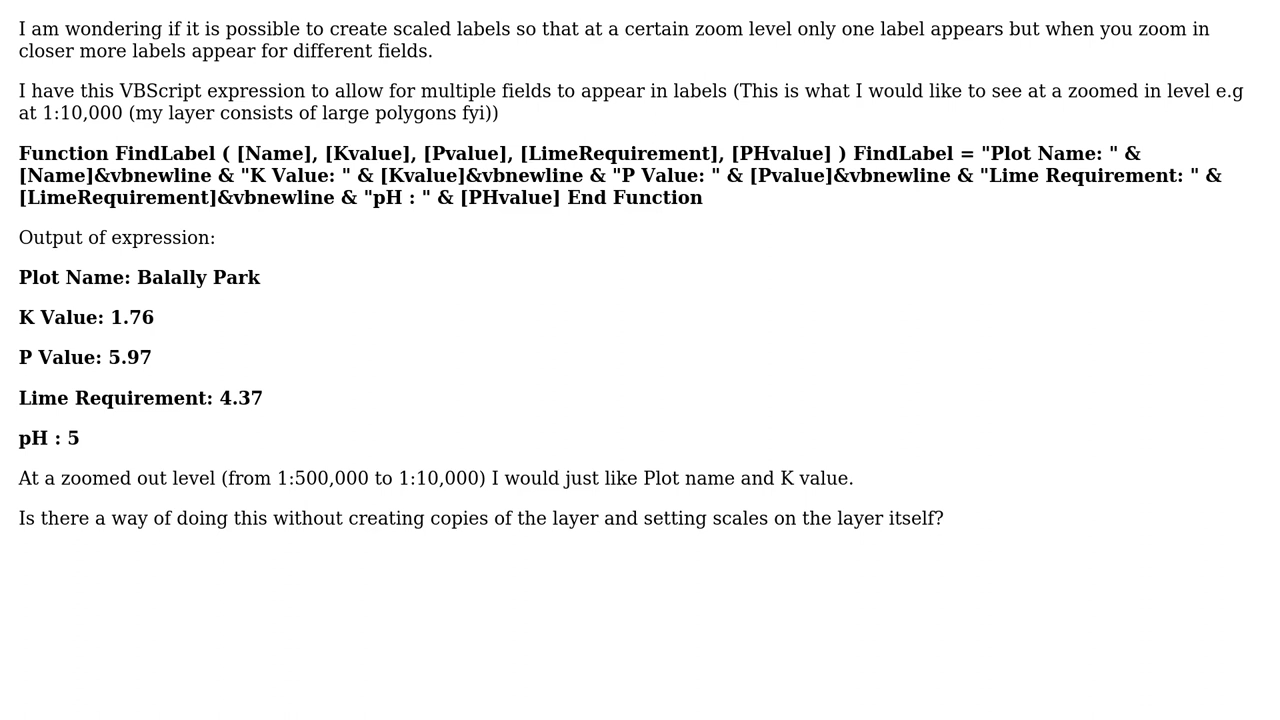 I am wondering if it is possible to create scaled labels so that at a certain zoom level only one label appears but when you zoom in
closer more labels appear for different fields.
I have this VBScript expression to allow for multiple fields to appear in labels (This is what I would like to see at a zoomed in level e.g
at 1:10,000 (my layer consists of large polygons fyi))
Function FindLabel ( [Name], [Kvalue], [Pvalue], [LimeRequirement], [PHvalue] ) FindLabel = "Plot Name: " &
[Name]&vbnewline & "K Value: " & [Kvalue]&vbnewline & "P Value: " & [Pvalue]&vbnewline & "Lime Requirement: " &
[LimeRequirement]&vbnewline & "pH : " & [PHvalue] End Function
Output of expression:
Plot Name: Balally Park
K Value: 1.76
P Value: 5.97
Lime Requirement: 4.37
pH : 5
At a zoomed out level (from 1:500,000 to 1:10,000) I would just like Plot name and K value.
Is there a way of doing this without creating copies of the layer and setting scales on the layer itself?